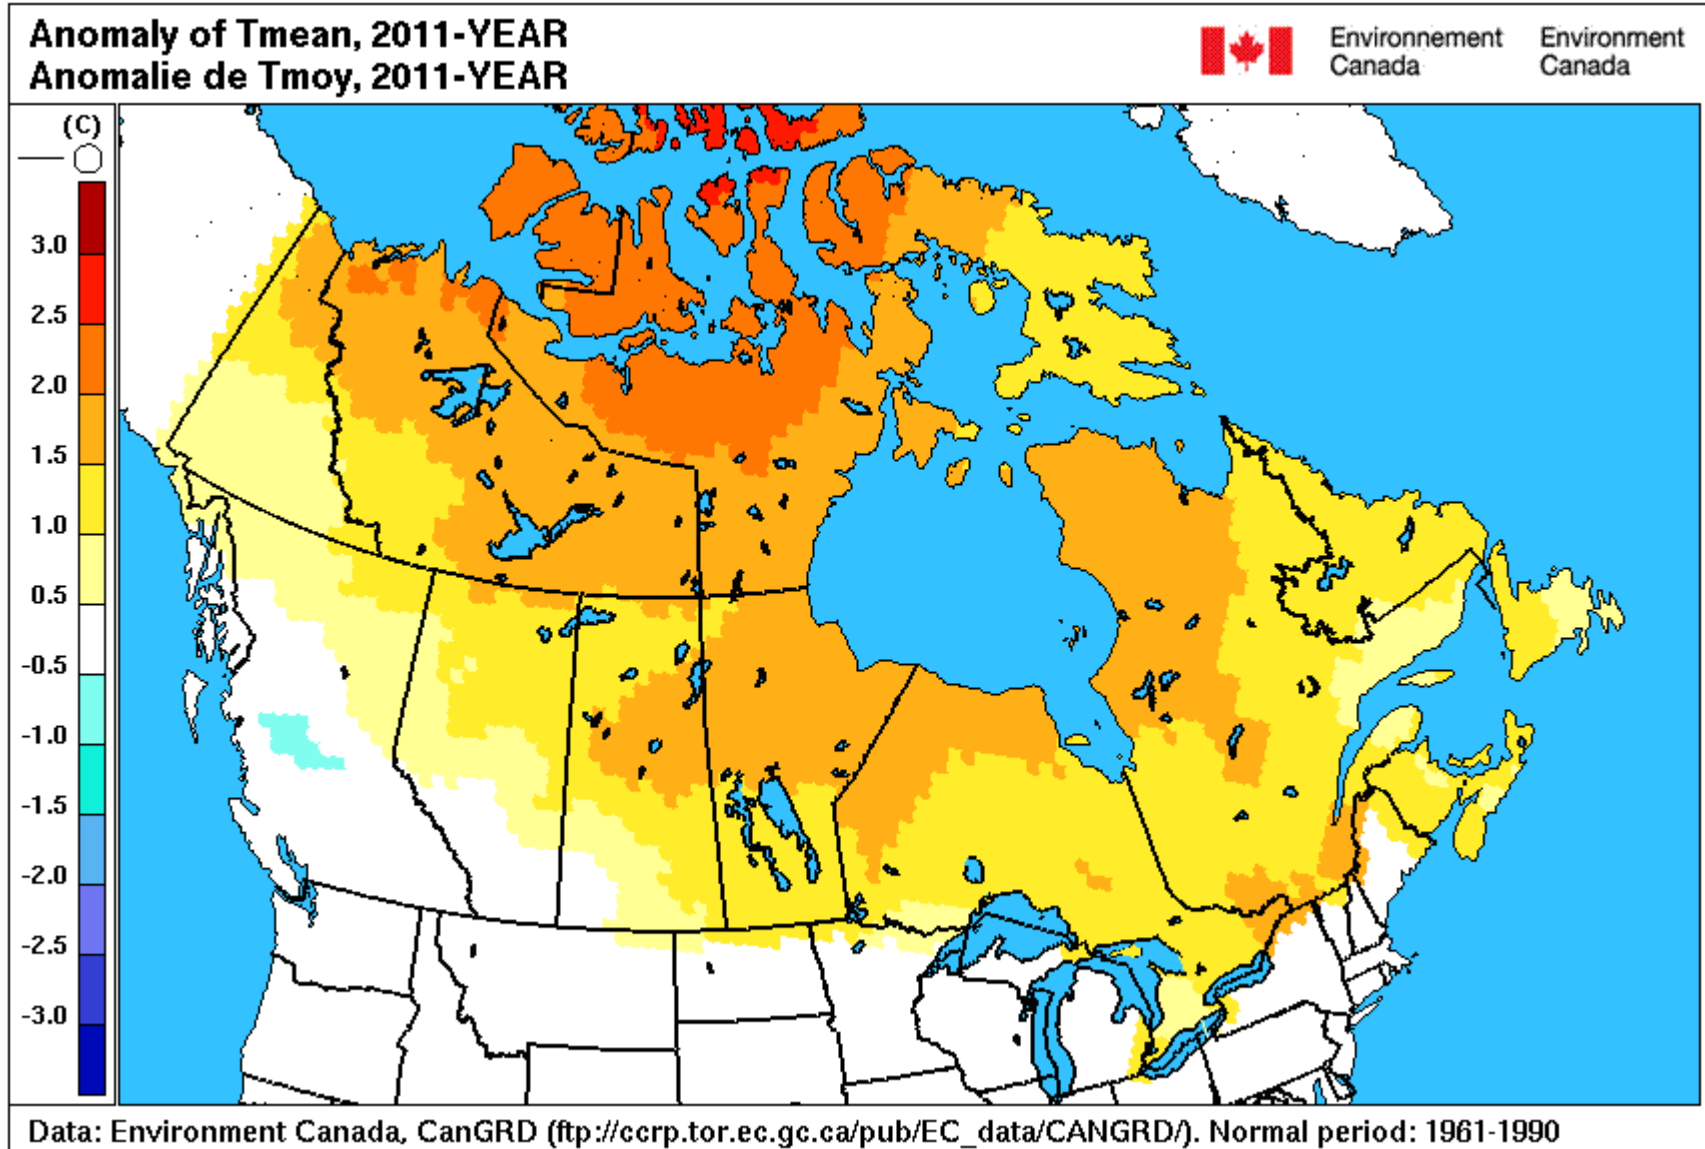 Anomaly of Tmean, 2011-YEAR
Anomalie de Tmoy, 2011-YEAR
Environnement Canada
Environment Canada
(C)
3.0
2.5
2.0
1.5
1.0
0.5
-0.5
-1.0
-1.5
-2.0
-2.5
-3.0
Data: Environment Canada, CanGRD (ftp://ccrp.tor.ec.gc.ca/pub/EC_data/CANGRD/). Normal period: 1961-1990